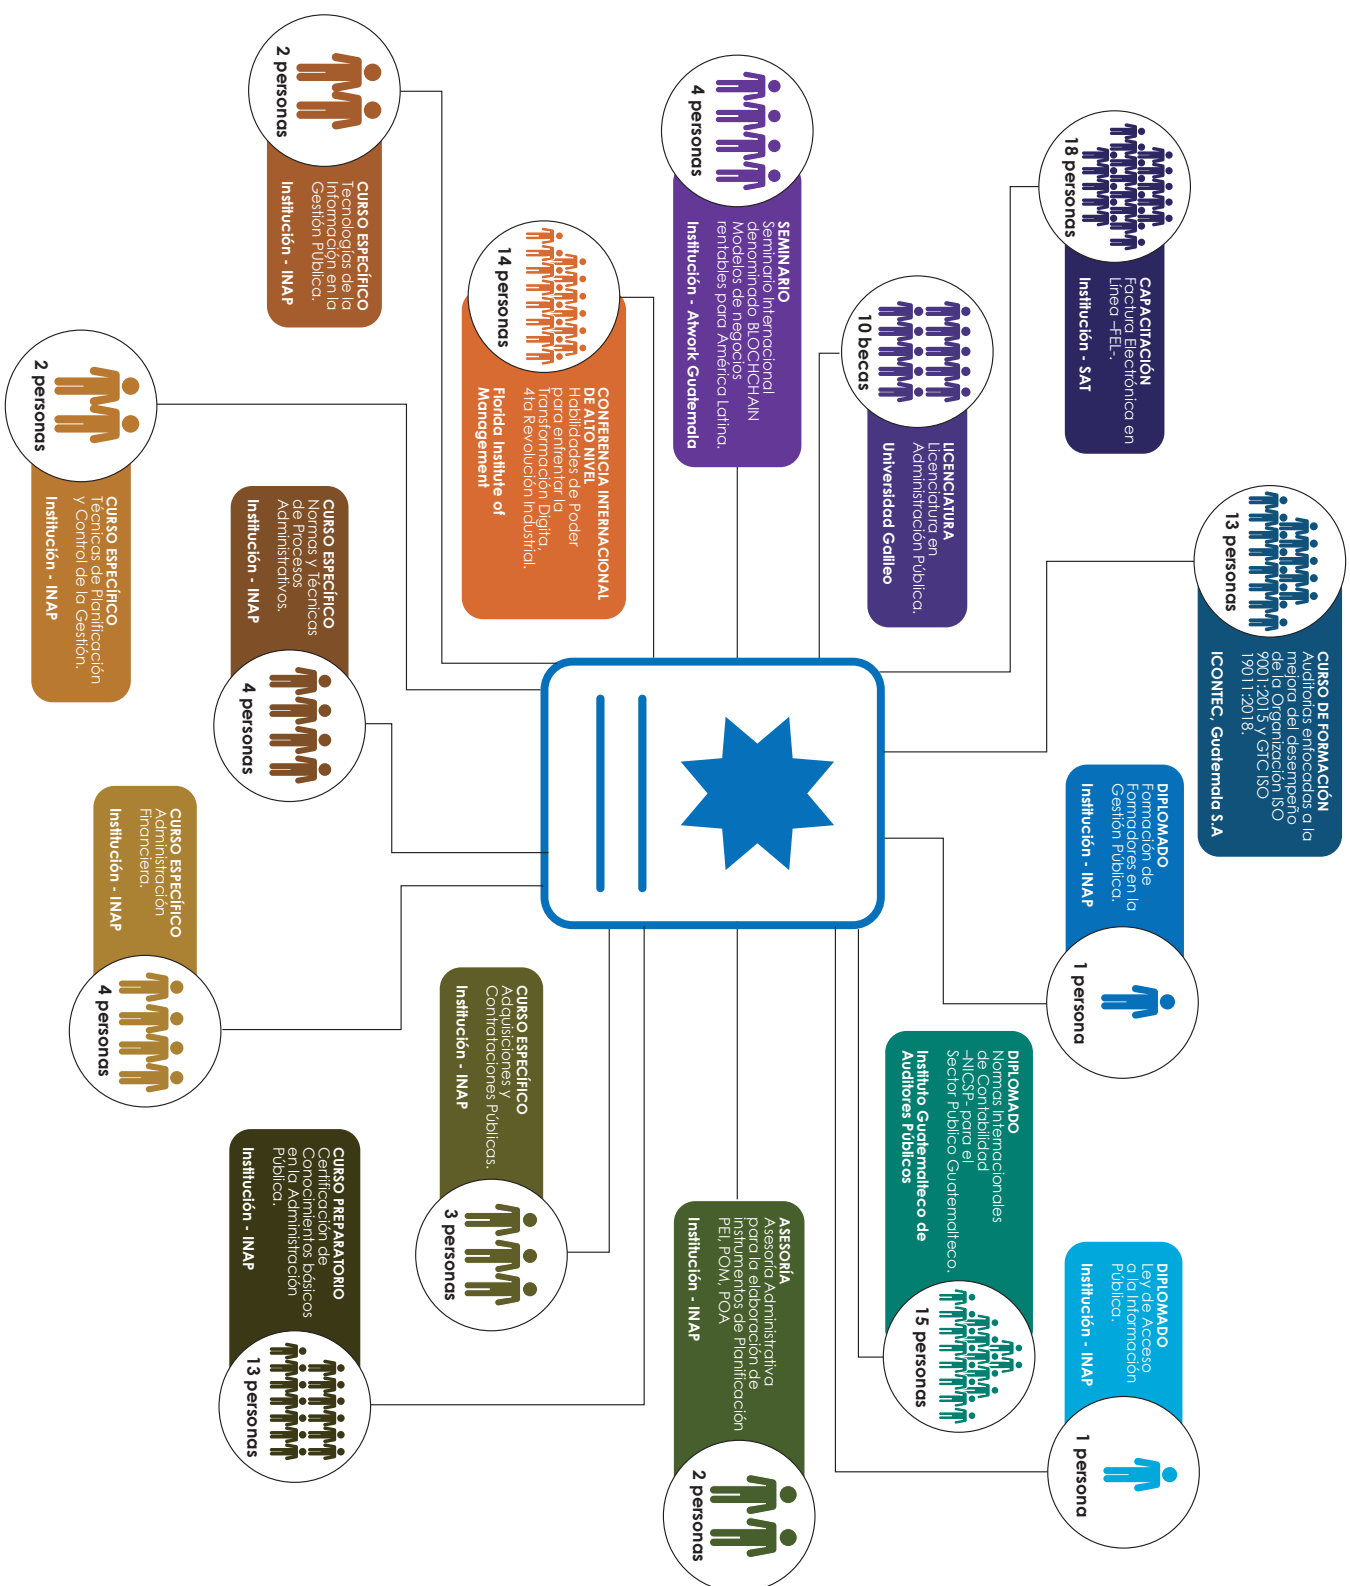 18 personas
CAPACITACIÓN
Factura Electrónica en
Línea –FEL-.
Institución - SAT
13 personas
CURSO DE FORMACIÓN
Auditorias enfocadas a la
mejora del desempeño
de la Organización ISO
9001:2015 y GTC ISO
19011:2018.
ICONTEC, Guatemala S.A
DIPLOMADO
Formación de
Formadores en la
Gestión Pública.
Institución - INAP
1 persona
DIPLOMADO
Ley de Acceso
a la Información
Pública.
Institución - INAP
1 persona
10 becas
LICENCIATURA
Licenciatura en
Administración Pública.
Universidad Galileo
DIPLOMADO
Normas Internacionales
de Contabilidad
–NICSP- para el
Sector Publico Guatemalteco.
Instituto Guatemalteco de
Auditores Públicos
15 personas
4 personas
SEMINARIO
Seminario Internacional
denominado BLOCHCHAIN
Modelos de negocios
rentables para América Latina.
Institución - Atwork Guatemala
ASESORÍA
Asesoría Administrativa
para la elaboración de
instrumentos de Planificación
PEI, POM, POA
Institución - INAP
2 personas
14 personas
CONFERENCIA INTERNACIONAL
DE ALTO NIVEL
Habilidades de Poder
para enfrentar la
Transformación Digita,
4ta Revolución Industrial.
Florida Institute of
Management
CURSO ESPECÍFICO
Adquisiciones y
Contrataciones Públicas.
Institución - INAP
3 personas
2 personas
CURSO ESPECÍFICO
Tecnologías de la
Información en la
Gestión PÚblica.
Institución - INAP
CURSO ESPECÍFICO
Normas y Técnicas
de Procesos
Administrativos.
Institución - INAP
4 personas
CURSO PREPARATORIO
Certificación de
Conocimientos básicos
en la Administración
Pública.
Institución - INAP
13 personas
2 personas
CURSO ESPECÍFICO
Técnicas de Planificación
y Control de la Gestión.
Institución - INAP
CURSO ESPECÍFICO
Administración
Financiera.
Institución - INAP
4 personas